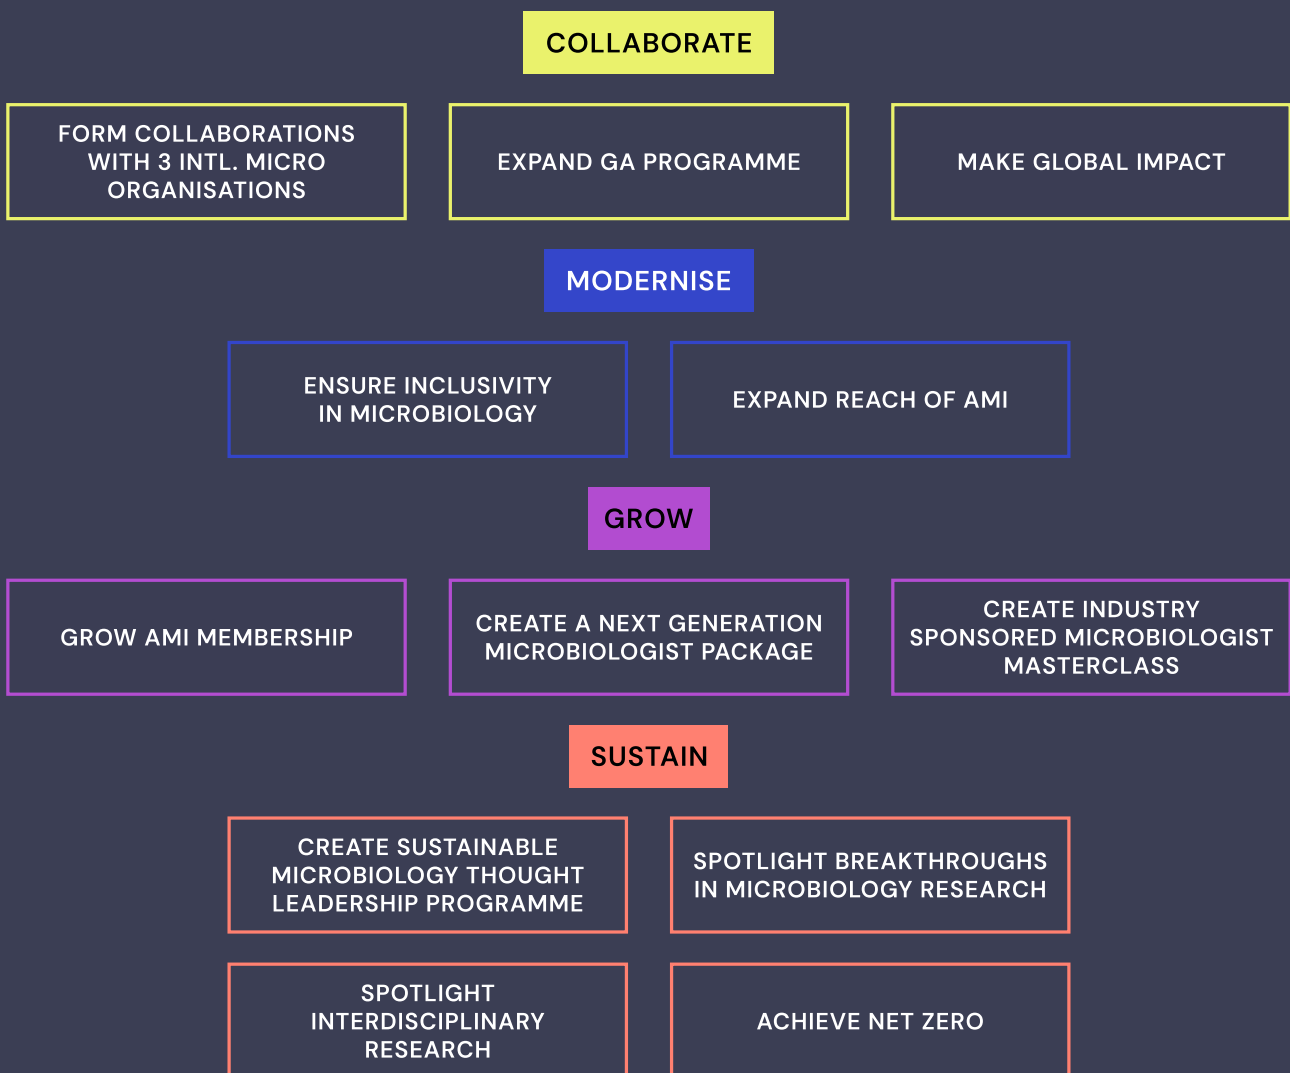 COLLABORATE
FORM COLLABORATIONS
WITH 3 INTL. MICRO
ORGANISATIONS
EXPAND GA PROGRAMME
MAKE GLOBAL IMPACT
MODERNISE
ENSURE INCLUSIVITY
IN MICROBIOLOGY
EXPAND REACH OF AMI
GROW
GROW AMI MEMBERSHIP
CREATE A NEXT GENERATION
MICROBIOLOGIST PACKAGE
CREATE INDUSTRY
SPONSORED MICROBIOLOGIST
MASTERCLASS
SUSTAIN
CREATE SUSTAINABLE
MICROBIOLOGY THOUGHT
LEADERSHIP PROGRAMME
SPOTLIGHT BREAKTHROUGHS
IN MICROBIOLOGY RESEARCH
SPOTLIGHT
INTERDISCIPLINARY
RESEARCH
ACHIEVE NET ZERO